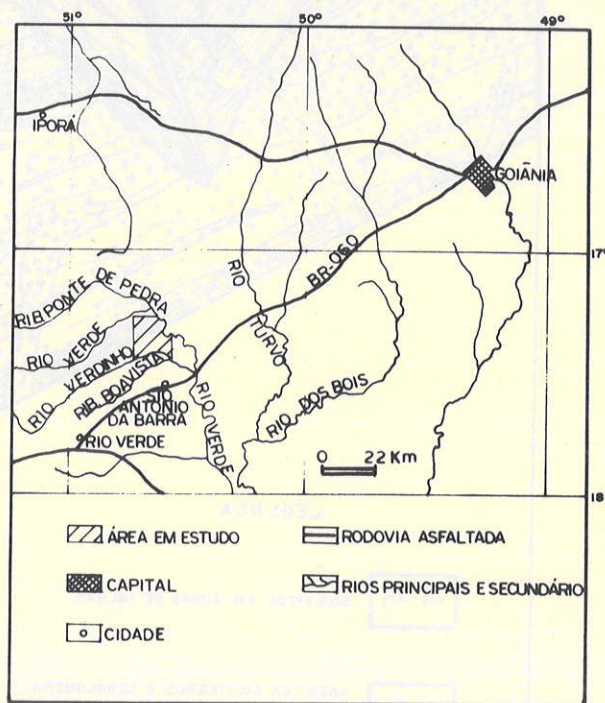 51°
50°
49°
IPORÁ
GOIÂNIA
BR-060
17°
RIB. PONTE DE PEDRA
RIO
TURVO
RIO VERDE
RIO VERDINHO
RIB. BOAVISTA
STO
ANTÔNIO
DA BARRA
RIO VERDE
RIO DOS BOIS
RIO VERDE
0 22 Km
18°
LEGENDA
ÁREA EM ESTUDO
RODOVIA ASFALTADA
CAPITAL
RIOS PRINCIPAIS E SECUNDÁRIO
CIDADE